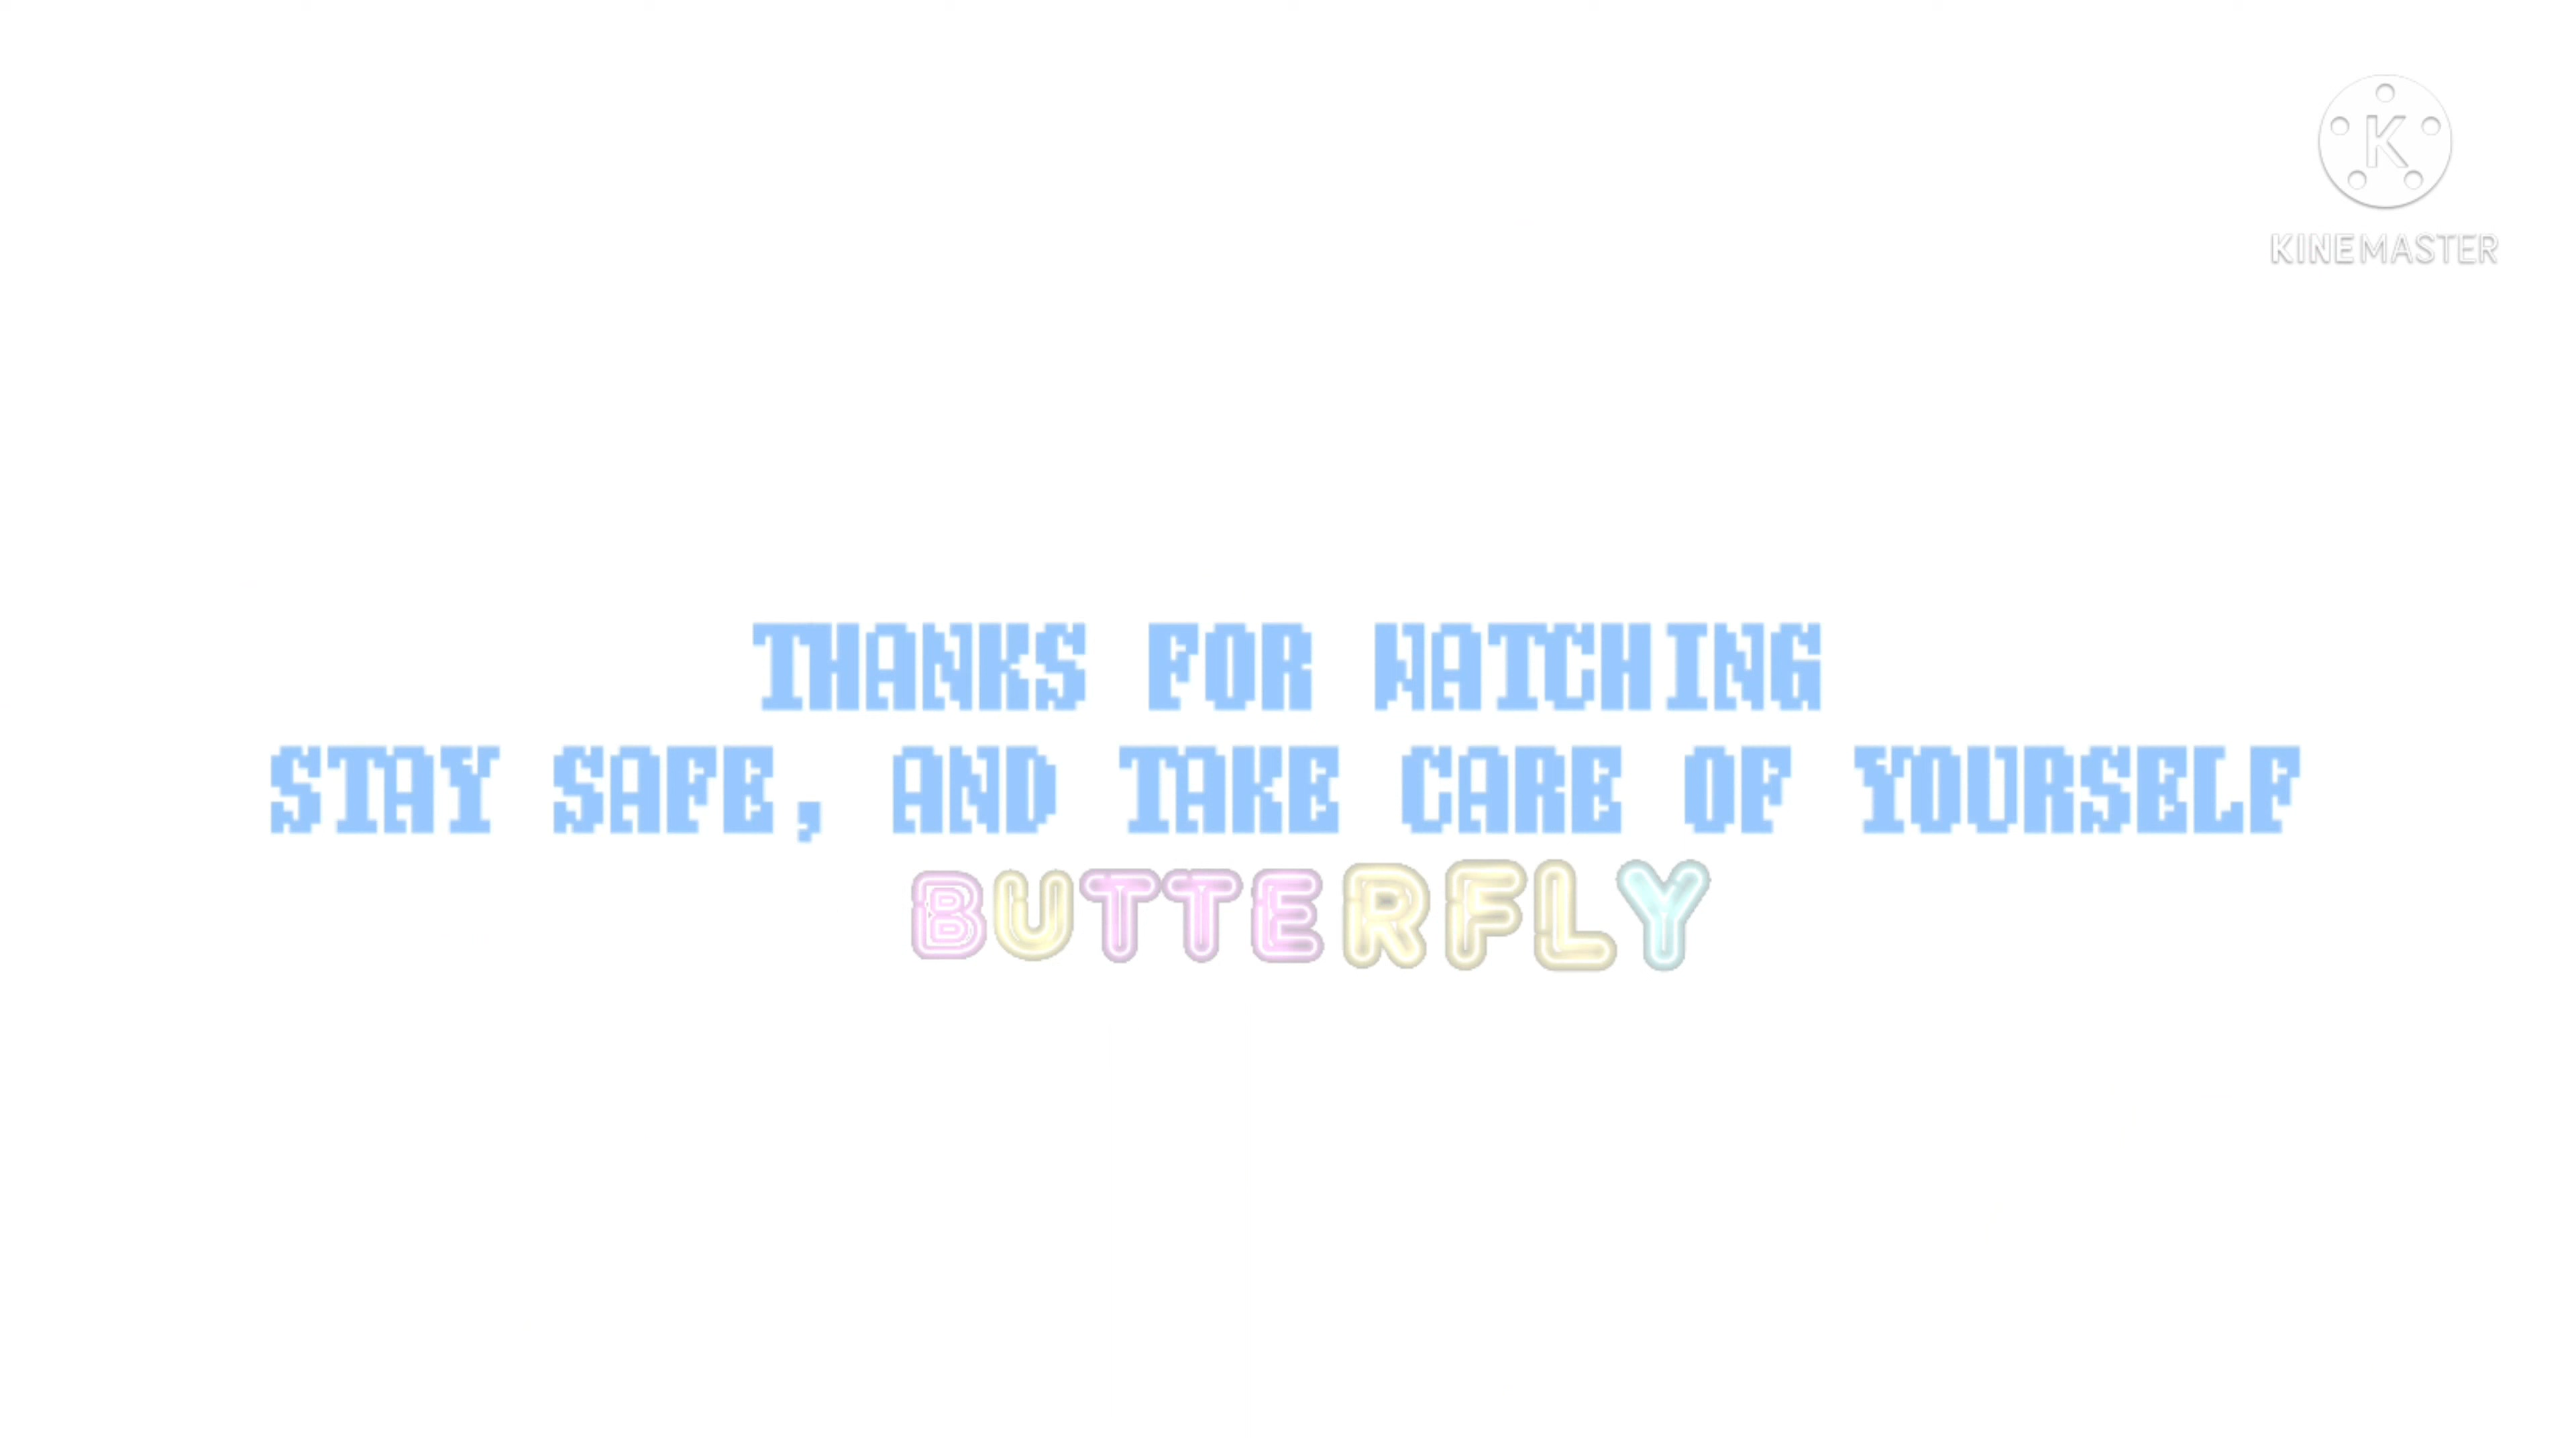 K
KINEMASTER
THANKS FOR WATCHING
STAY SAFE, AND TAKE CARE OF YOURSELF
BUTTERFLY